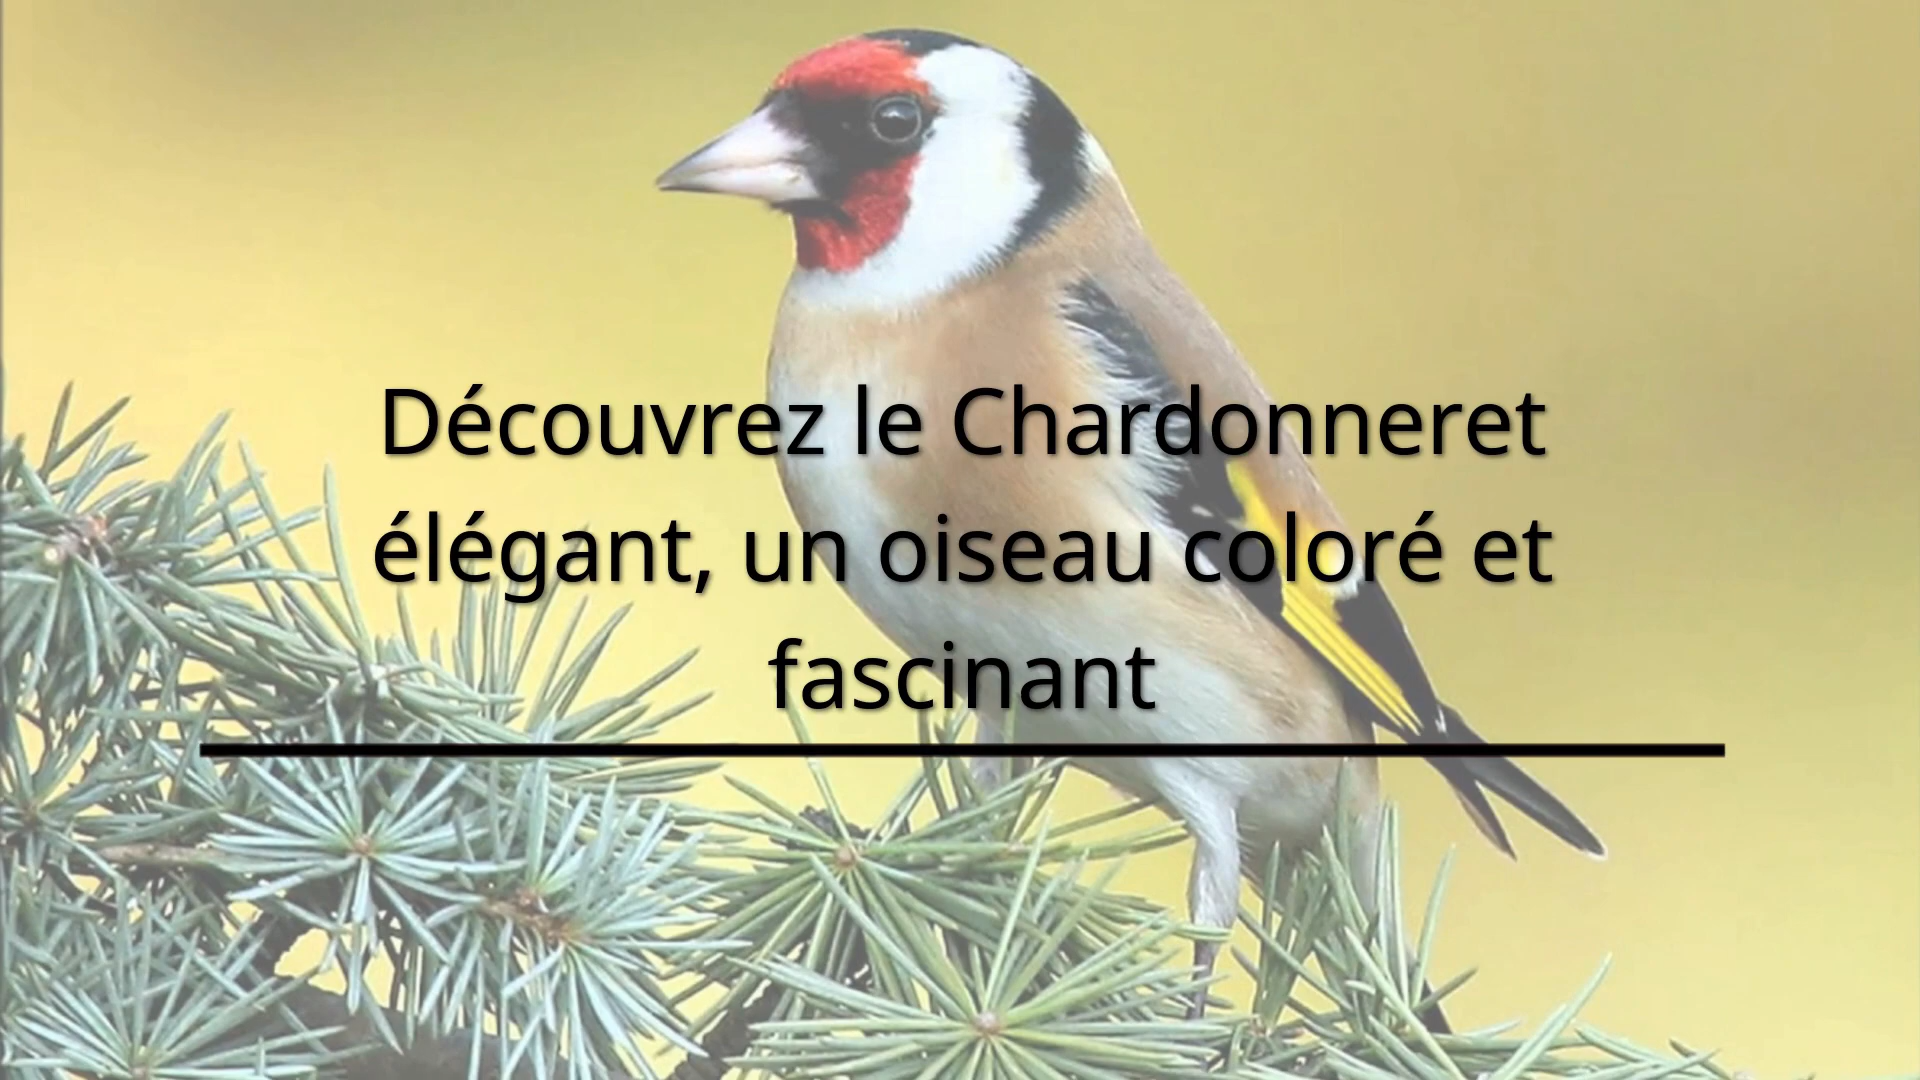 Découvrez le Chardonneret
élégant, un oiseau coloré et
fascinant